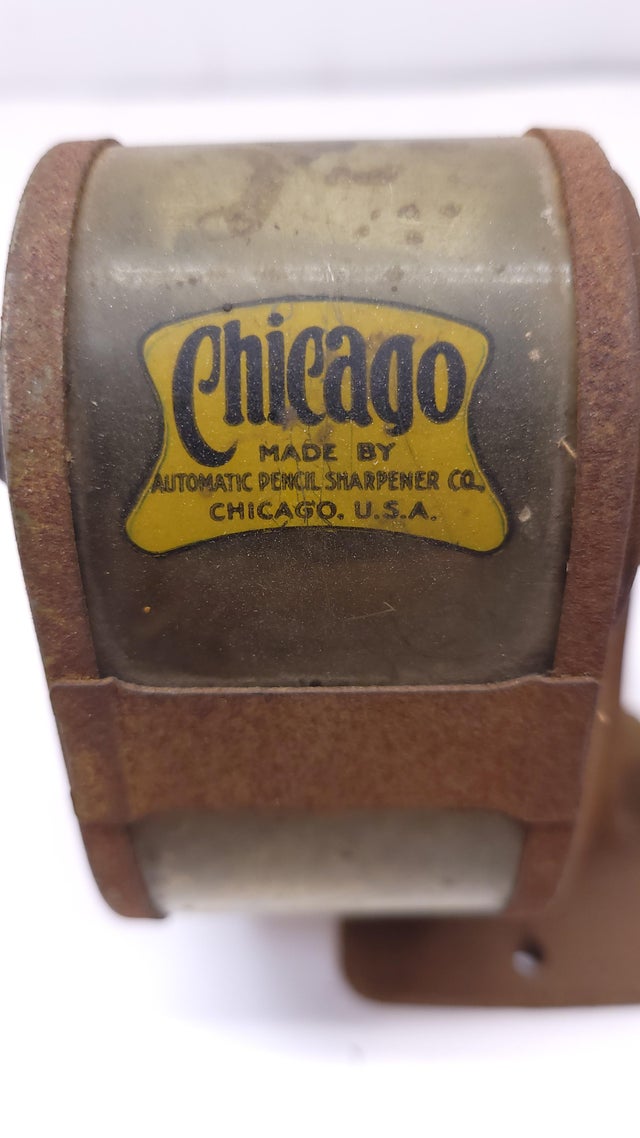 Chicago
MADE BY
AUTOMATIC PENCIL SHARPENER CO.,
CHICAGO. U.S.A.